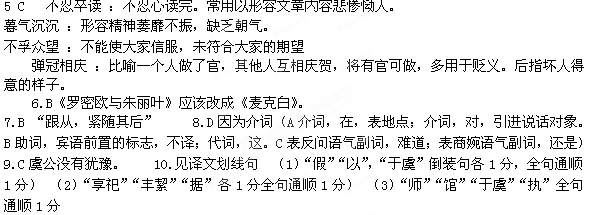 5 C 不忍卒读 ：不忍心读完。常用以形容文章内容悲惨恸人。
暮气沉沉 ：形容精神萎靡不振，缺乏朝气。
不孚众望 ：不能使大家信服，未符合大家的期望
弹冠相庆 ：比喻一个人做了官，其他人互相庆贺，将有官可做，多用于贬义。后指坏人得
意的样子。
6.B《罗密欧与朱丽叶》应该改成《麦克白》。
7.B “跟从，紧随其后” 8.D因为介词（A介词，在，表地点；介词，对，引进说话对象。
B助词，宾语前置的标志，不译；代词，这。C表反问语气副词，难道；表商婉语气副词，还是）
9.C虞公没有犹豫。 10.见译文划线句 （1）“假”“以”，“于虞”倒装句各1分，全句通顺
1分） （2）“享祀”“丰絜”“据”各1分全句通顺1分） （3）“师”“馆”“于虞”“执”全句
通顺1分